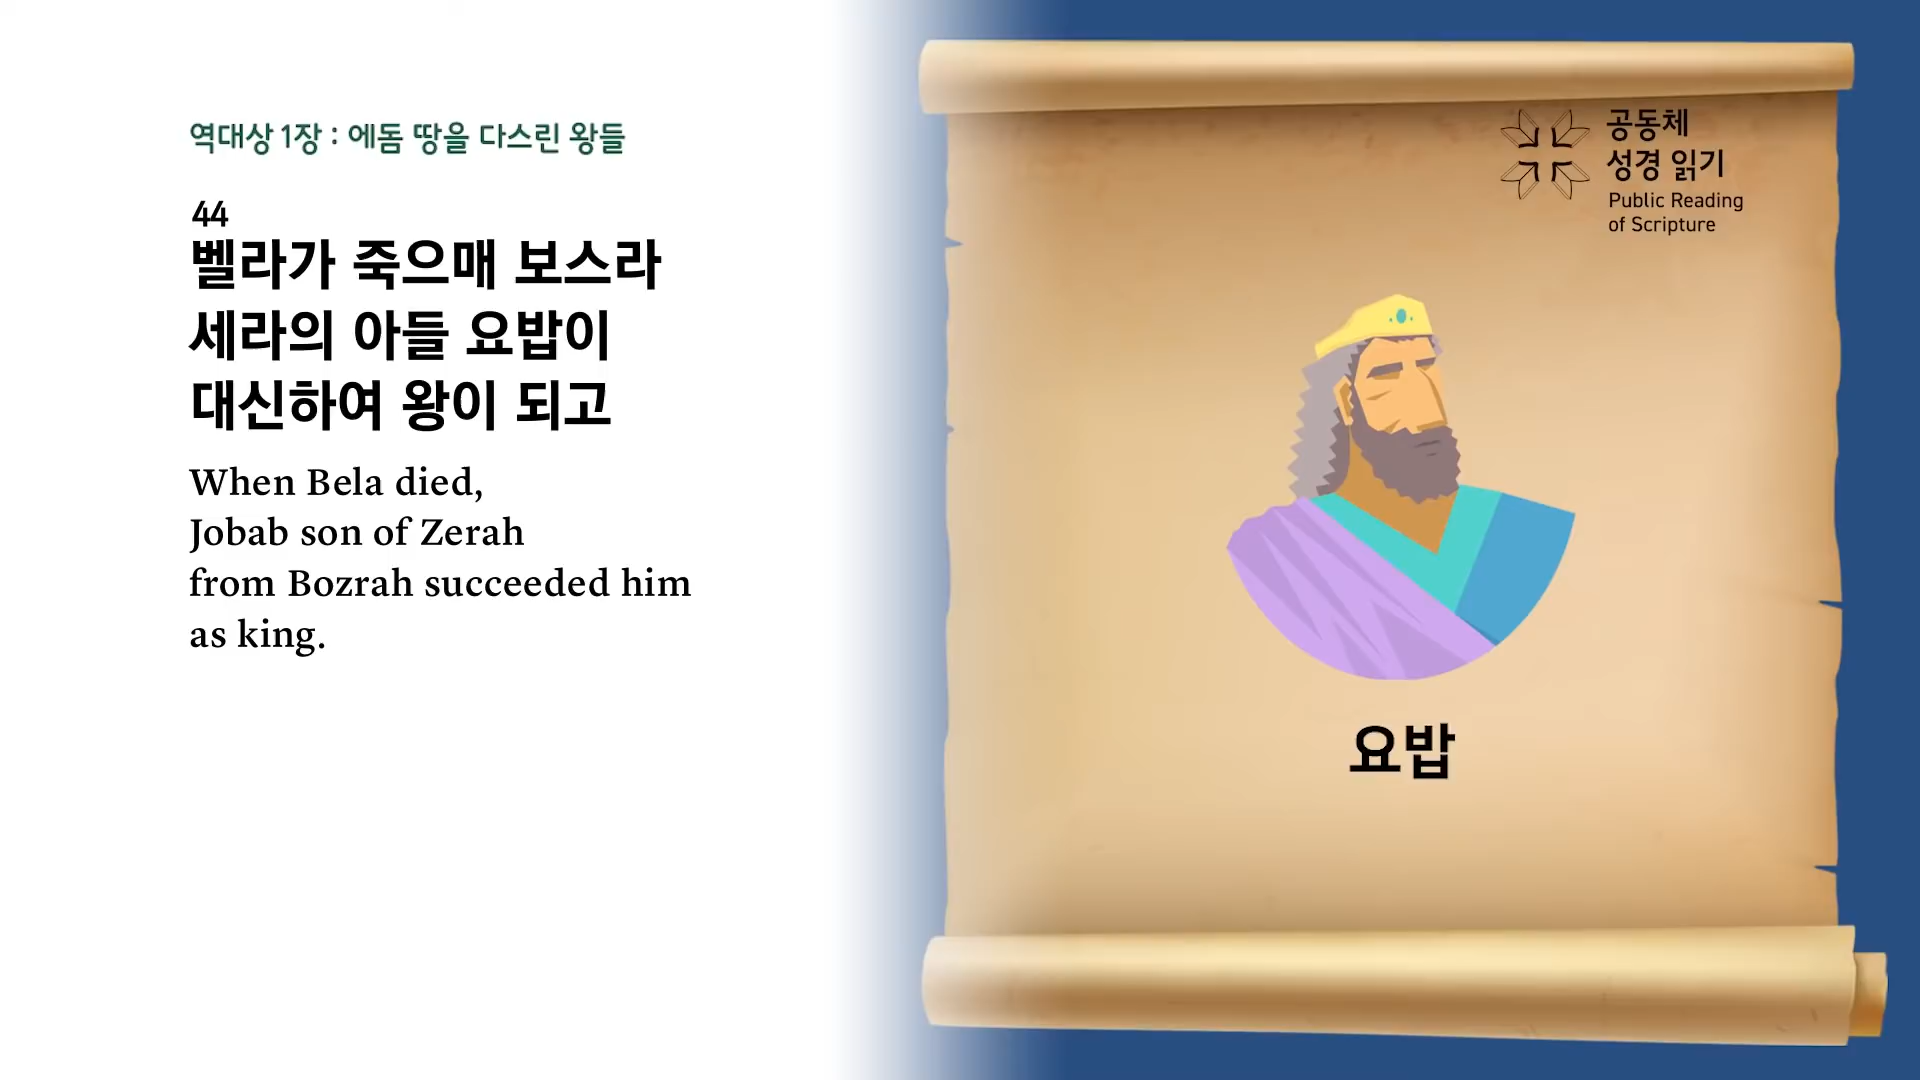 역대상 1장 : 에돔 땅을 다스린 왕들
44
벨라가 죽으매 보스라
세라의 아들 요밥이
대신하여 왕이 되고
When Bela died,
Jobab son of Zerah
from Bozrah succeeded him
as king.
공동체
성경 읽기
Public Reading
of Scripture
요밥